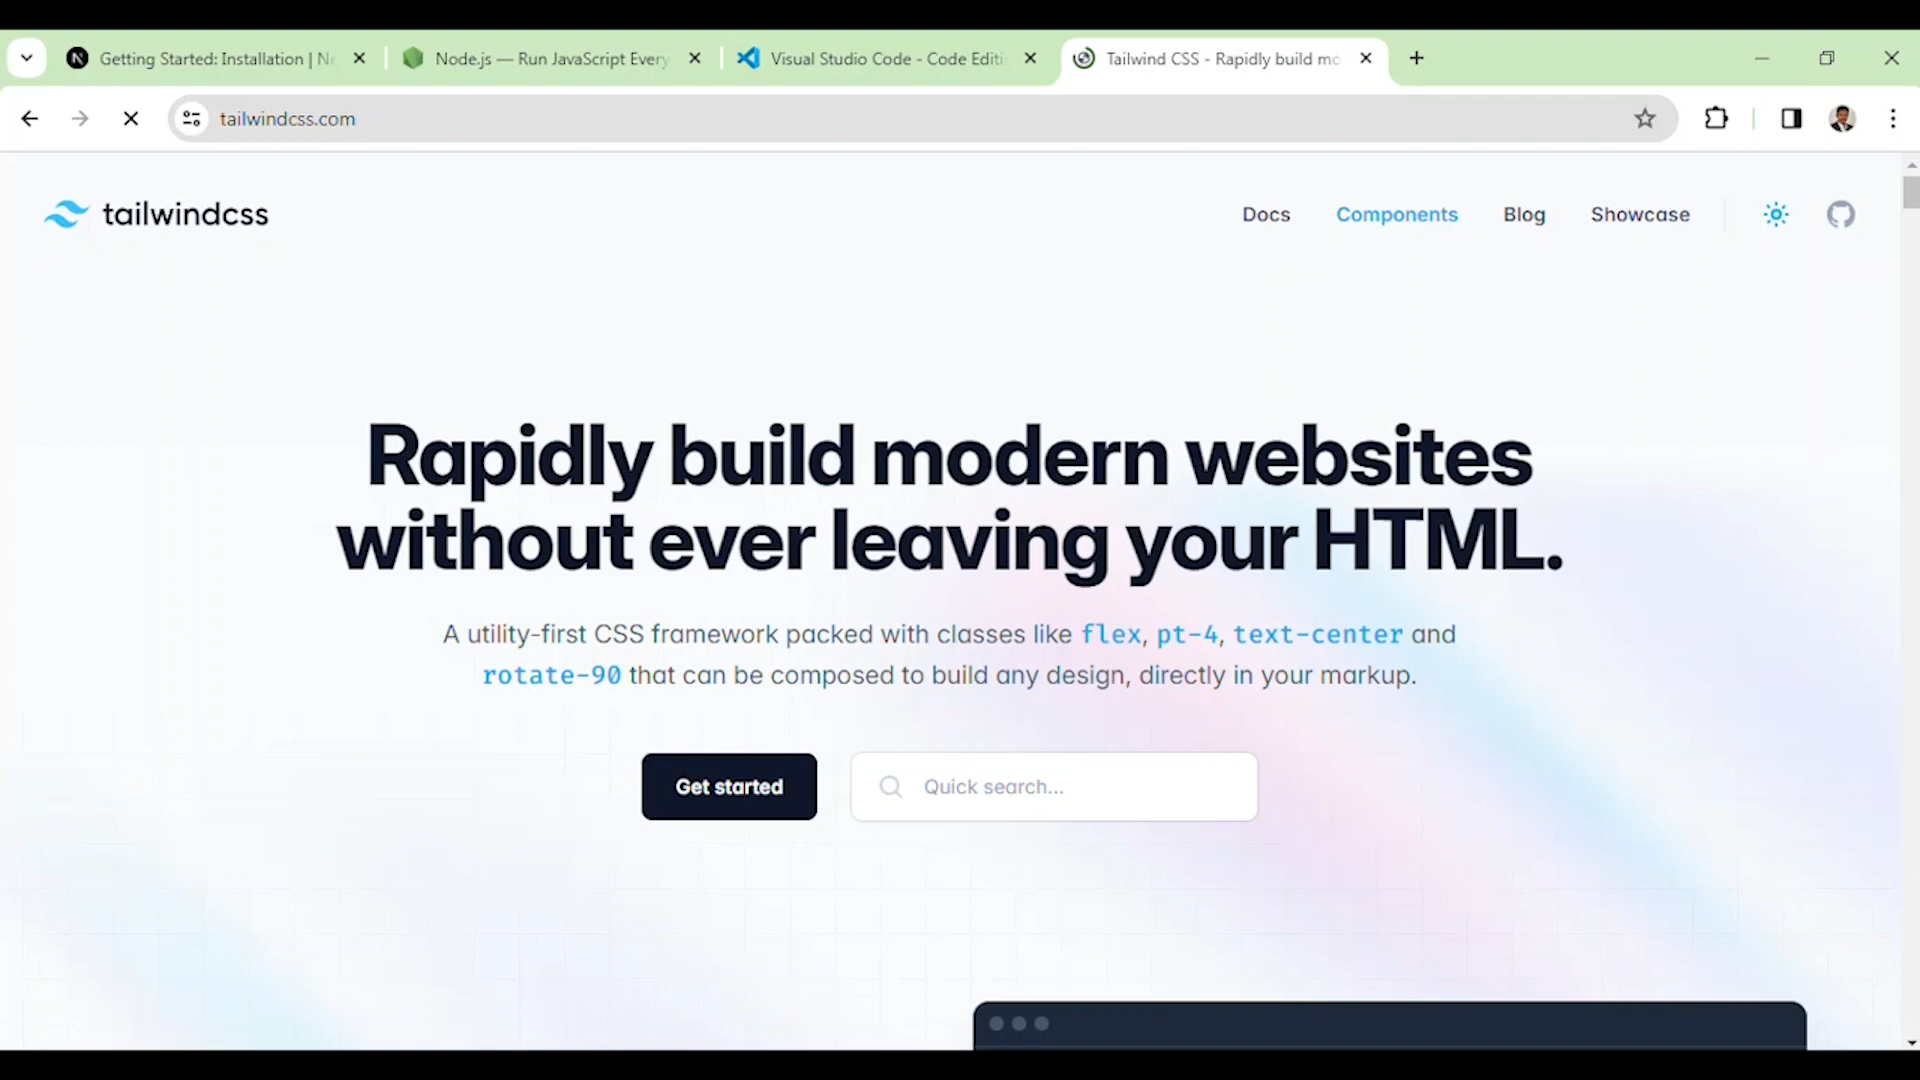 Getting Started: Installation | Ne
Node.js — Run JavaScript Every
Visual Studio Code - Code Editi
Tailwind CSS - Rapidly build mo
tailwindcss.com
tailwindcss
Docs
Components
Blog
Showcase
Rapidly build modern websites
without ever leaving your HTML.
A utility-first CSS framework packed with classes like flex, pt-4, text-center and
rotate-90 that can be composed to build any design, directly in your markup.
Get started
Quick search...